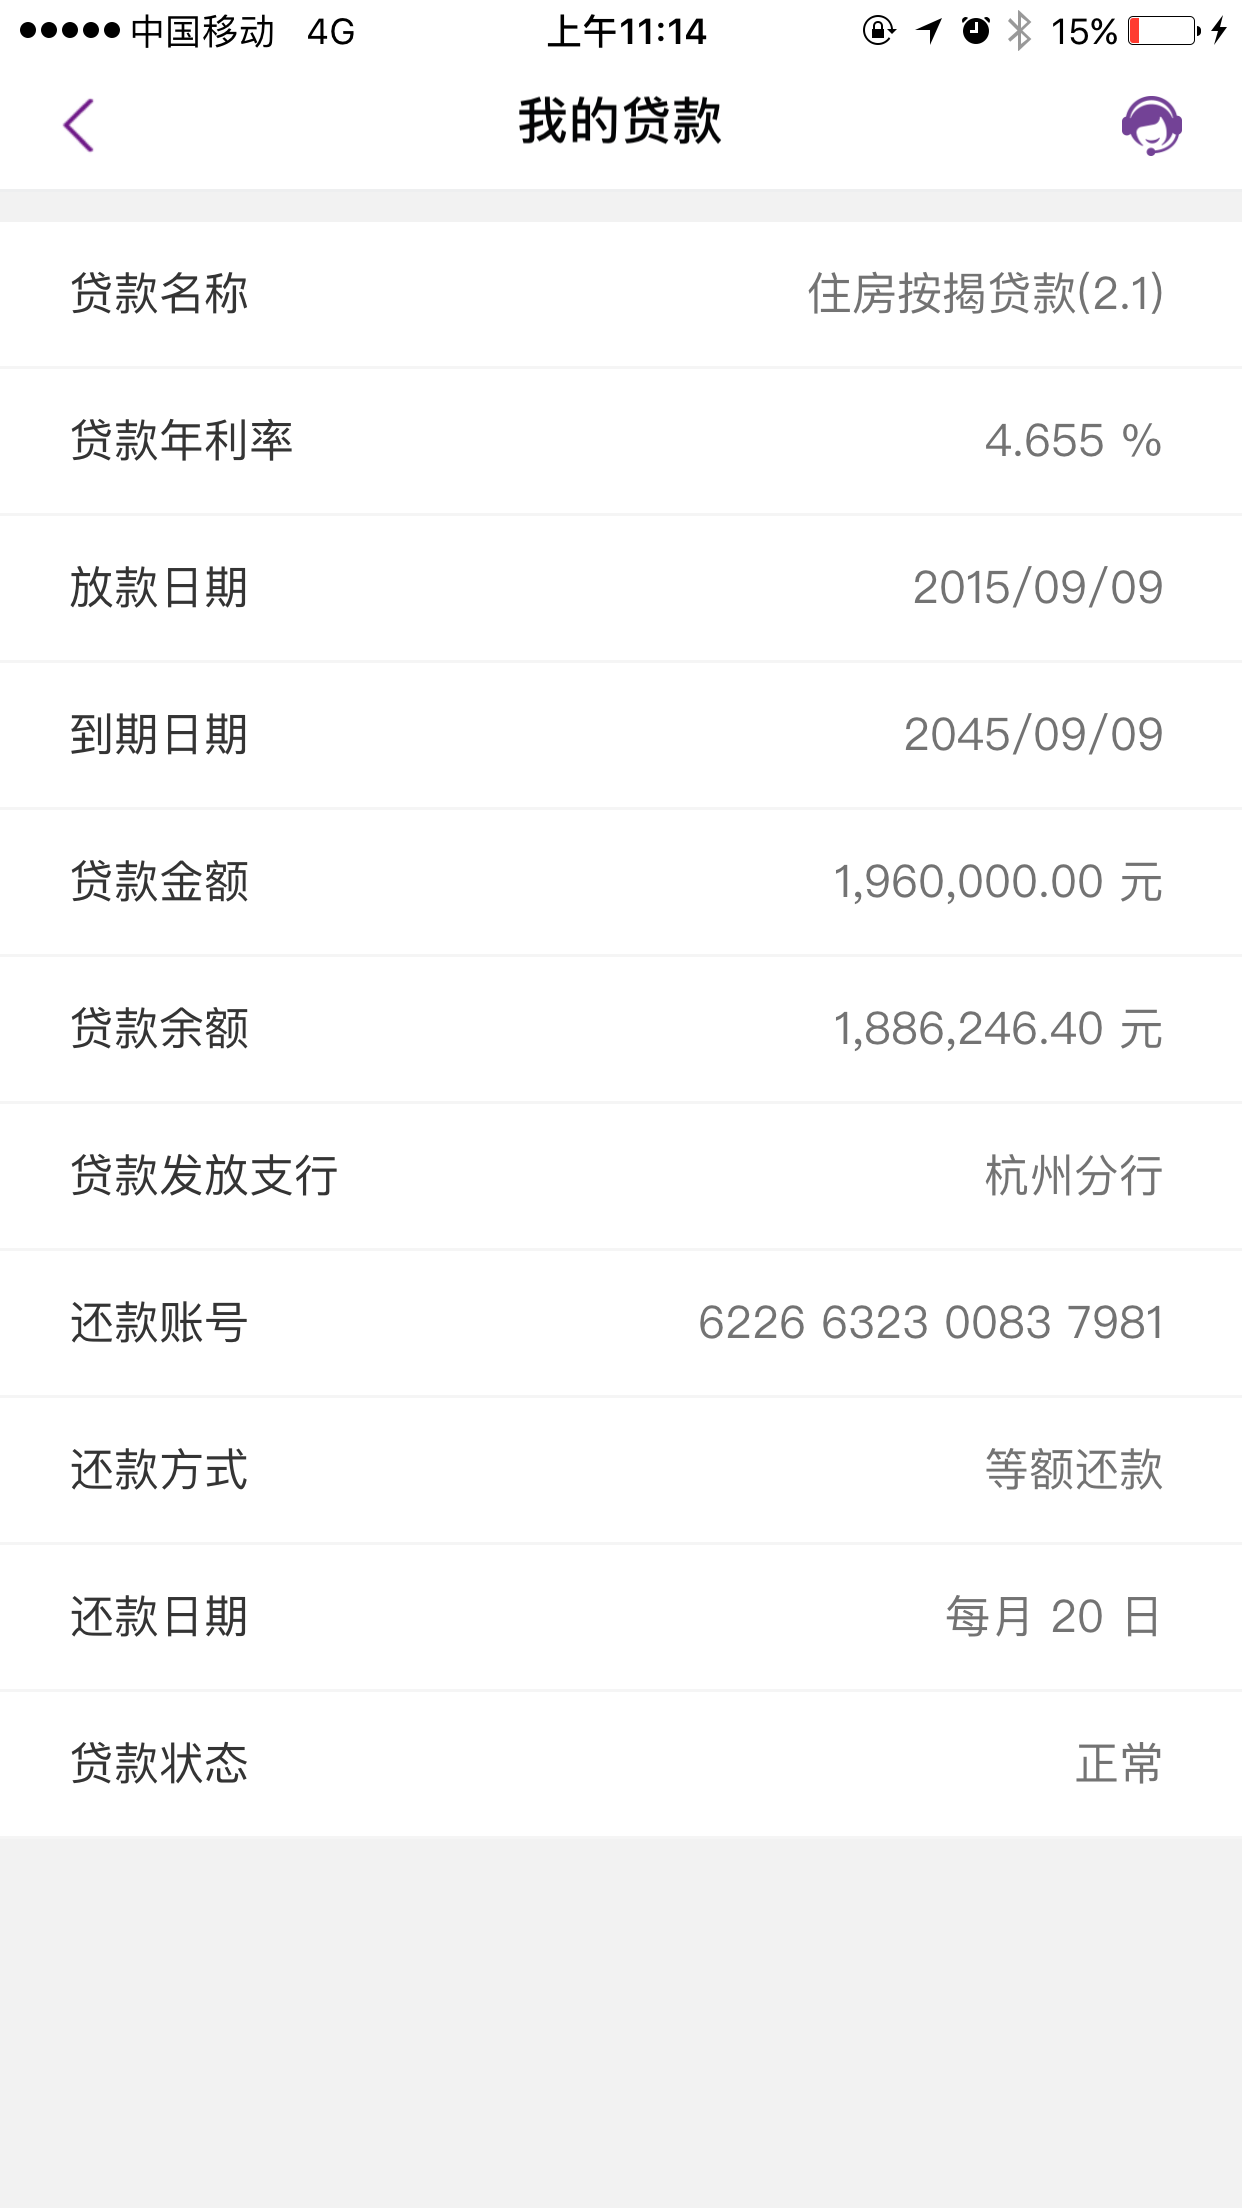 中国移动 4G 上午11:14 15%
我的贷款
贷款名称 住房按揭贷款(2.1)
贷款年利率 4.655 %
放款日期 2015/09/09
到期日期 2045/09/09
贷款金额 1,960,000.00 元
贷款余额 1,886,246.40 元
贷款发放支行 杭州分行
还款账号 6226 6323 0083 7981
还款方式 等额还款
还款日期 每月 20 日
贷款状态 正常